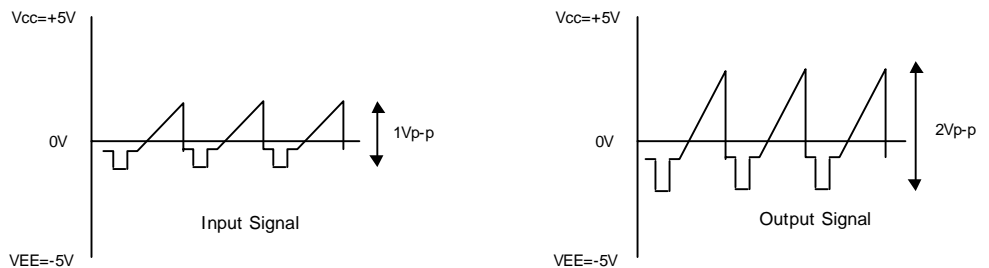 Vcc=+5V
0V
1Vp-p
Input Signal
VEE=-5V
Vcc=+5V
0V
2Vp-p
Output Signal
VEE=-5V